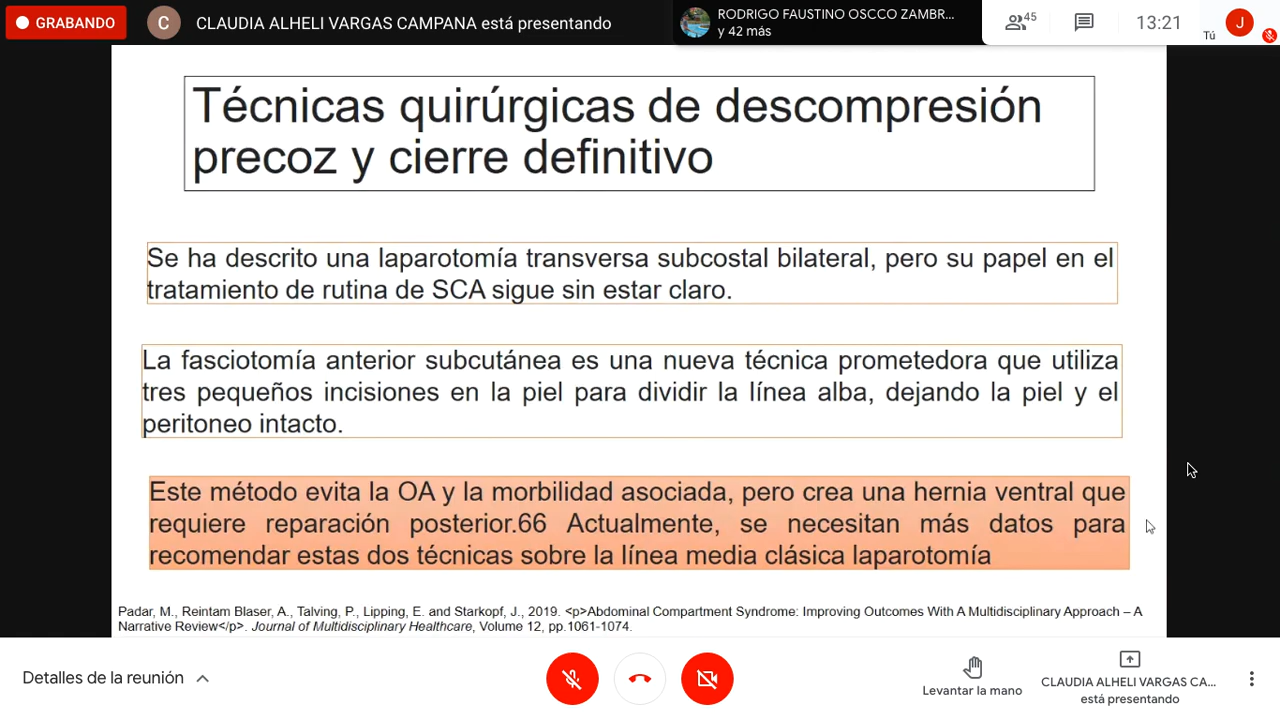 GRABANDO
C
CLAUDIA ALHELI VARGAS CAMPANA está presentando
RODRIGO FAUSTINO OSCCO ZAMBR...
y 42 más
45
13:21
Tú
J
Técnicas quirúrgicas de descompresión
precoz y cierre definitivo
Se ha descrito una laparotomía transversa subcostal bilateral, pero su papel en el
tratamiento de rutina de SCA sigue sin estar claro.
La fasciotomía anterior subcutánea es una nueva técnica prometedora que utiliza
tres pequeños incisiones en la piel para dividir la línea alba, dejando la piel y el
peritoneo intacto.
Este método evita la OA y la morbilidad asociada, pero crea una hernia ventral que
requiere reparación posterior.66 Actualmente, se necesitan más datos para
recomendar estas dos técnicas sobre la línea media clásica laparotomía
Padar, M., Reintam Blaser, A., Talving, P., Lipping, E. and Starkopf, J., 2019. <p>Abdominal Compartment Syndrome: Improving Outcomes With A Multidisciplinary Approach – A
Narrative Review</p>. Journal of Multidisciplinary Healthcare, Volume 12, pp.1061-1074.
Detalles de la reunión
Levantar la mano
CLAUDIA ALHELI VARGAS CA...
está presentando